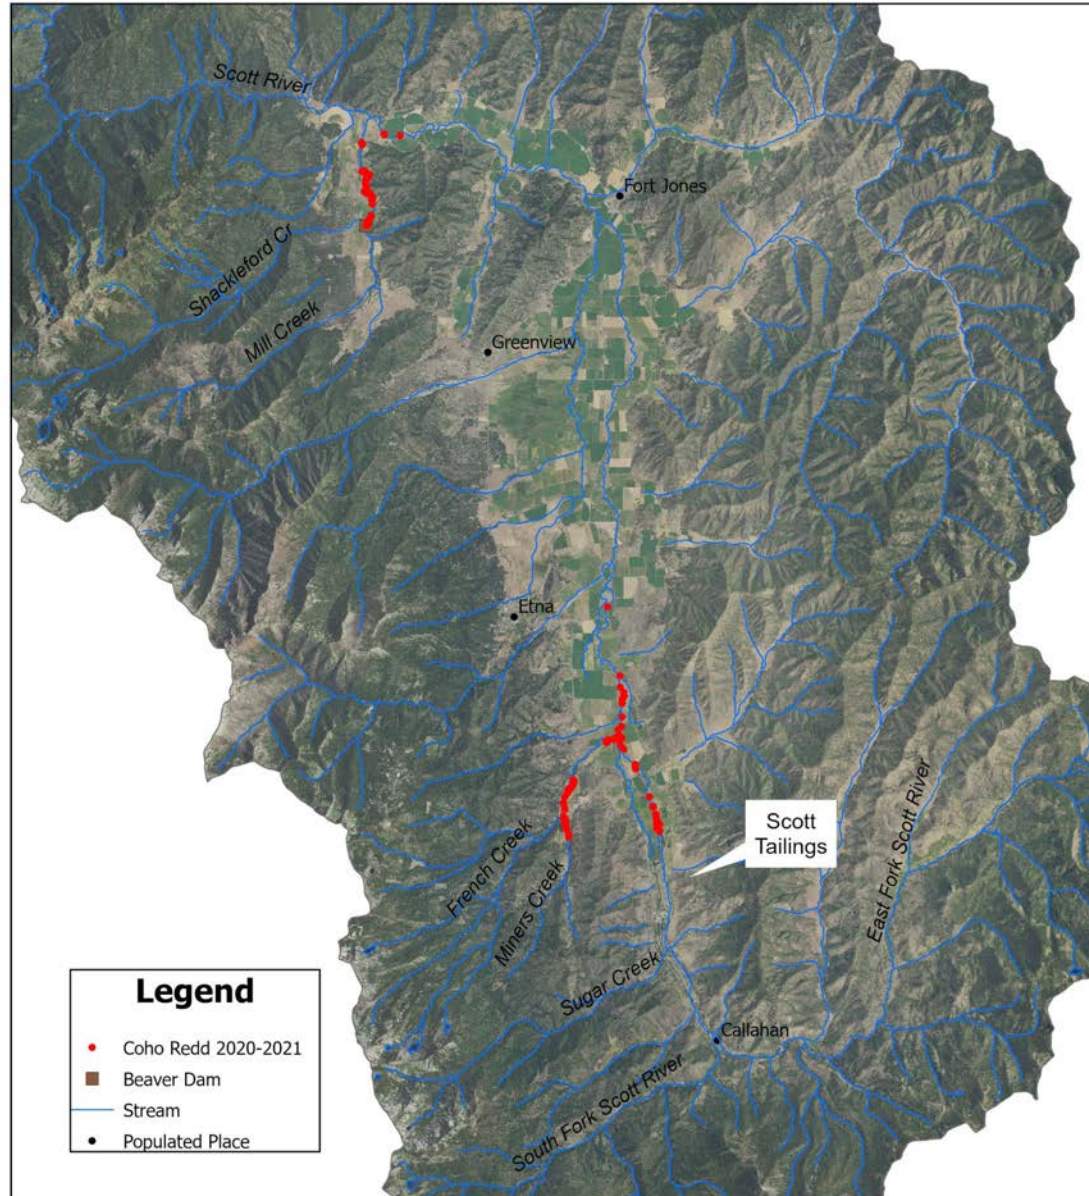 Scott River
Fort Jones
Shackleford Cr
Mill Creek
Greenview
Etna
French Creek
Miners Creek
Scott
Tailings
East Fork Scott River
Sugar Creek
Callahan
South Fork Scott River
Legend
Coho Redd 2020-2021
Beaver Dam
Stream
Populated Place